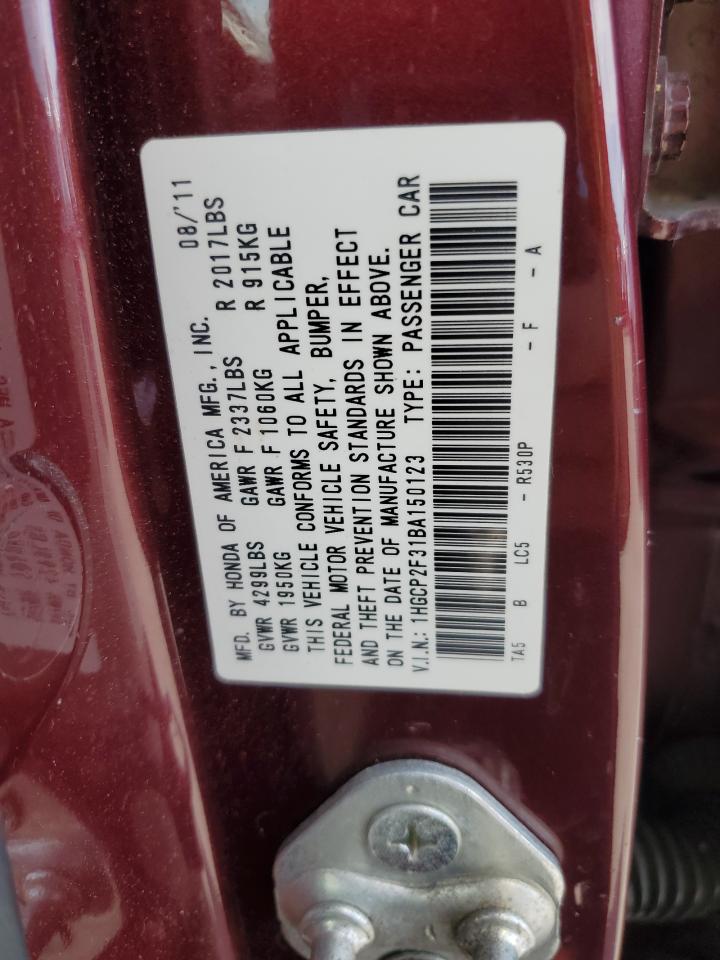 MFD. BY HONDA OF AMERICA MFG., INC. 08/'11
GVWR 4299LBS GAWR F 2337LBS R 2017LBS
GVWR 1950KG GAWR F 1060KG R 915KG
THIS VEHICLE CONFORMS TO ALL APPLICABLE
FEDERAL MOTOR VEHICLE SAFETY, BUMPER,
AND THEFT PREVENTION STANDARDS IN EFFECT
ON THE DATE OF MANUFACTURE SHOWN ABOVE.
V.I.N.: 1HGCP2F31BA150123 TYPE: PASSENGER CAR
TA5 B LC5 - R530P - F - A